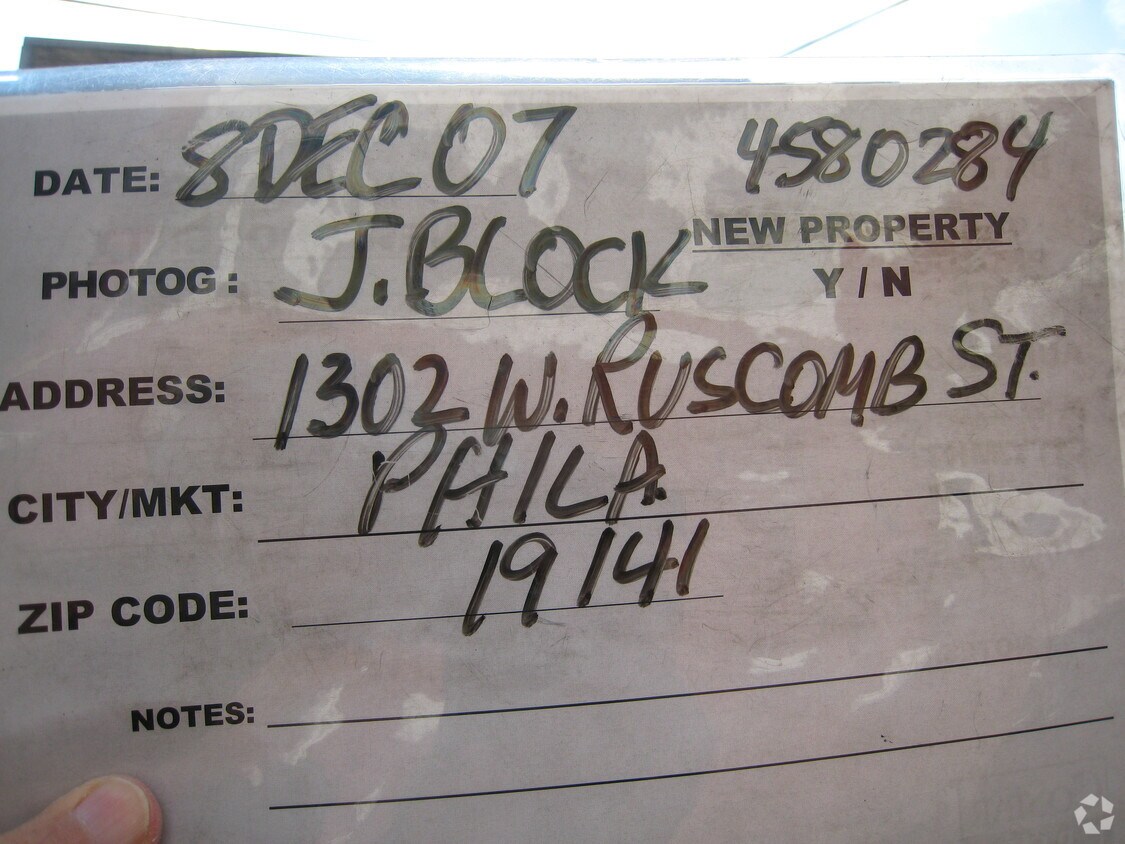 DATE: 8DEC07 4580284
NEW PROPERTY
PHOTOG: J.BLOCK Y / N
ADDRESS: 1302 W. RUSCOMB ST.
CITY/MKT: PHILA
ZIP CODE: 19141
NOTES: